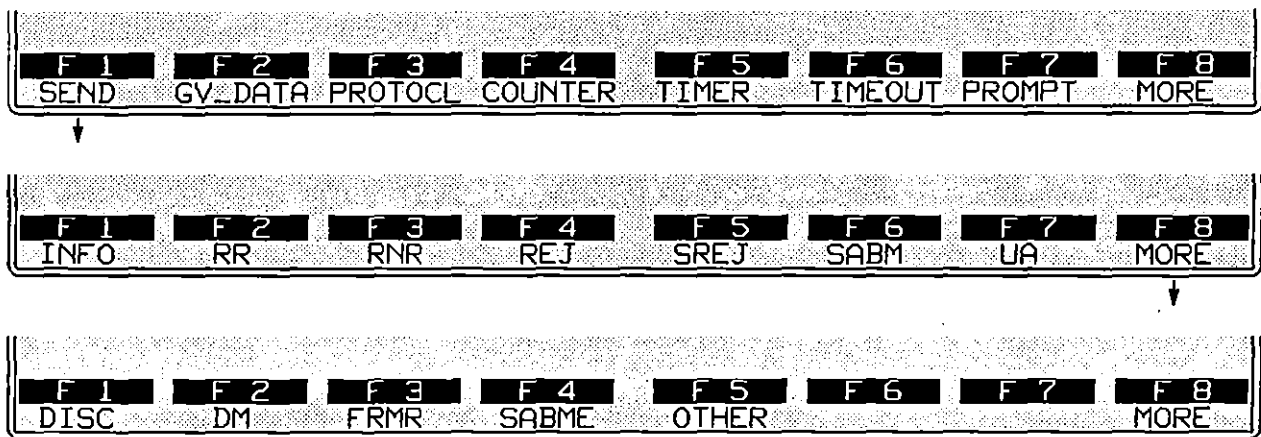 F 1 F 2 F 3 F 4 F 5 F 6 F 7 F 8
SEND GV_DATA PROTOCL COUNTER TIMER TIMEOUT PROMPT MORE
F 1 F 2 F 3 F 4 F 5 F 6 F 7 F 8
INFO RR RNR REJ SREJ SABM UA MORE
F 1 F 2 F 3 F 4 F 5 F 6 F 7 F 8
DISC DM FRMR SABME OTHER MORE